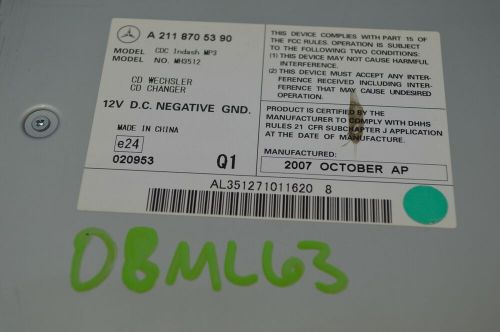 A 211 870 53 90
MODEL CDC Indash MP3
MODEL NO. MH3512
CD WECHSLER
CD CHANGER
12V D.C. NEGATIVE GND.
MADE IN CHINA
e24
020953
Q1
THIS DEVICE COMPLIES WITH PART 15 OF
THE FCC RULES. OPERATION IS SUBJECT
TO THE FOLLOWING TWO CONDITIONS:
(1) THIS DEVICE MAY NOT CAUSE HARMFUL
INTERFERENCE.
(2) THIS DEVICE MUST ACCEPT ANY INTER-
FERENCE RECEIVED INCLUDING INTER-
FERENCE THAT MAY CAUSE UNDESIRED
OPERATION.
PRODUCT IS CERTIFIED BY THE
MANUFACTURER TO COMPLY WITH DHHS
RULES 21 CFR SUBCHAPTER J APPLICATION
AT THE DATE OF MANUFACTURE.
MANUFACTURED:
2007 OCTOBER AP
AL351271011620 8
08ML63